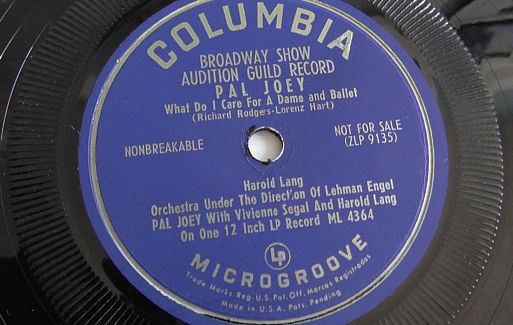 COLUMBIA
BROADWAY SHOW
AUDITION GUILD RECORD
PAL JOEY
What Do I Care For A Dame and Ballet
(Richard Rodgers-Lorenz Hart)
NONBREAKABLE
NOT FOR SALE
(ZLP 9135)
Harold Lang
Orchestra Under The Direction Of Lehman Engel
PAL JOEY With Vivienne Segal And Harold Lang
On One 12 Inch LP Record ML 4364
Lp
MICROGROOVE
Trade Marks Reg. U.S. Pat. Off. Marcas Registradas
Made in U.S.A. Pats. Pending